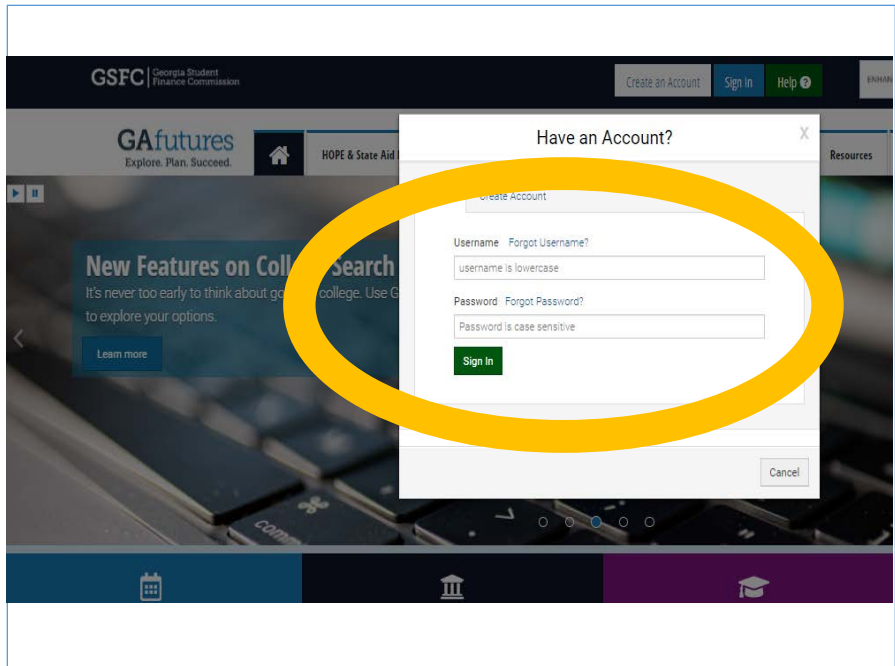 GSFC Georgia Student
Finance Commission
Create an Account Sign In Help
GAfutures
Explore. Plan. Succeed.
HOPE & State Aid
Resources
Have an Account? X
Create Account
Username Forgot Username?
username is lowercase
Password Forgot Password?
Password is case sensitive
Sign In
Cancel
New Features on Coll Search
It's never too early to think about go college. Use G
to explore your options.
Learn more
command